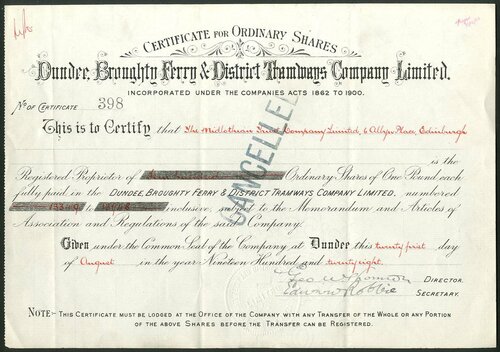 CERTIFICATE FOR ORDINARY SHARES
Dundee, Broughty Ferry & District Tramways Company Limited.
INCORPORATED UNDER THE COMPANIES ACTS 1862 TO 1900.
No OF CERTIFICATE 398
CANCELLED
This is to Certify that The Midlothian Trust Company Limited, 6 Albyn Place, Edinburgh
is the
Registered Proprietor of Ordinary Shares of One Pound each
fully paid in the DUNDEE, BROUGHTY FERRY & DISTRICT TRAMWAYS COMPANY LIMITED, numbered
inclusive, subject to the Memorandum and Articles of
Association and Regulations of the said Company.
Given under the Common Seal of the Company at Dundee this twenty first day
of August in the year Nineteen Hundred and twenty eight.
DIRECTOR.
Edward Robbie SECRETARY.
NOTE — THIS CERTIFICATE MUST BE LODGED AT THE OFFICE OF THE COMPANY WITH ANY TRANSFER OF THE WHOLE OR ANY PORTION
OF THE ABOVE SHARES BEFORE THE TRANSFER CAN BE REGISTERED.